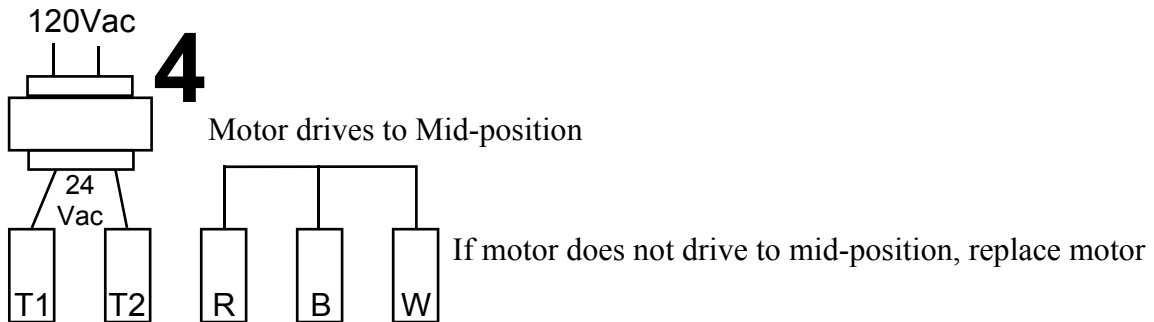 120Vac
4
Motor drives to Mid-position
24
Vac
If motor does not drive to mid-position, replace motor
T1 T2 R B W